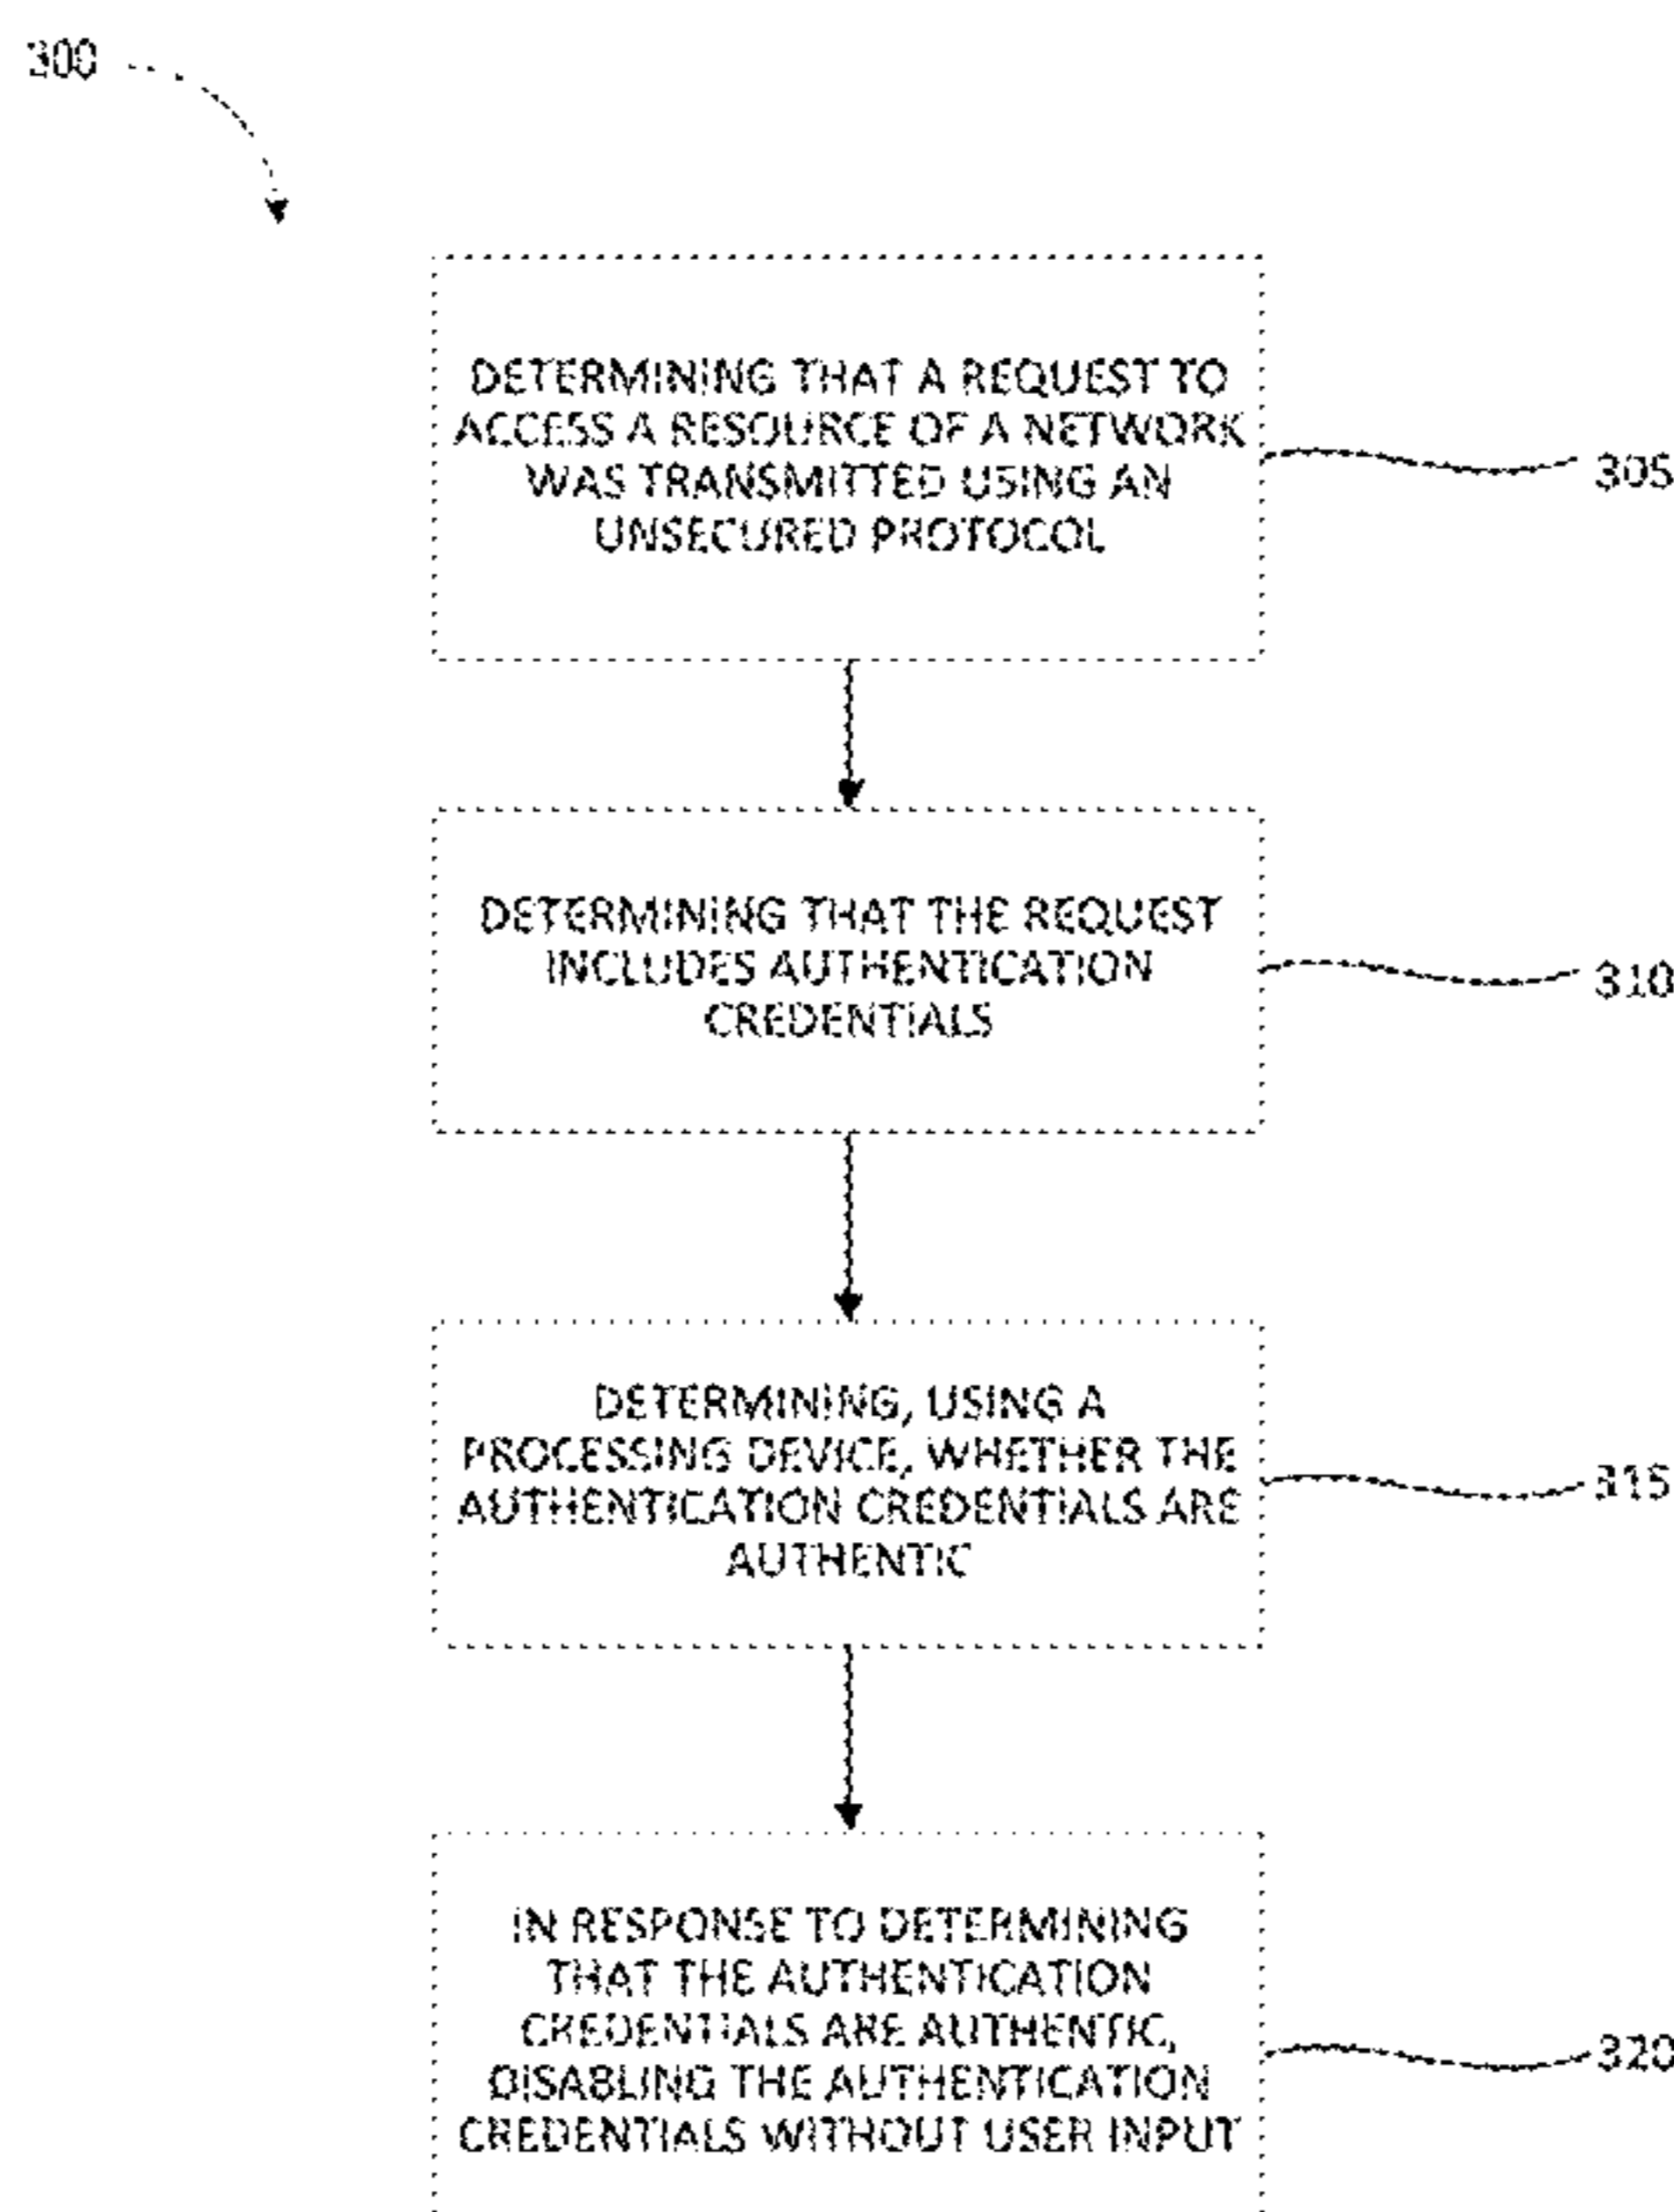 300
DETERMINING THAT A REQUEST TO
ACCESS A RESOURCE OF A NETWORK
WAS TRANSMITTED USING AN
UNSECURED PROTOCOL
305
DETERMINING THAT THE REQUEST
INCLUDES AUTHENTICATION
CREDENTIALS
310
DETERMINING, USING A
PROCESSING DEVICE, WHETHER THE
AUTHENTICATION CREDENTIALS ARE
AUTHENTIC
315
IN RESPONSE TO DETERMINING
THAT THE AUTHENTICATION
CREDENTIALS ARE AUTHENTIC,
DISABLING THE AUTHENTICATION
CREDENTIALS WITHOUT USER INPUT
320